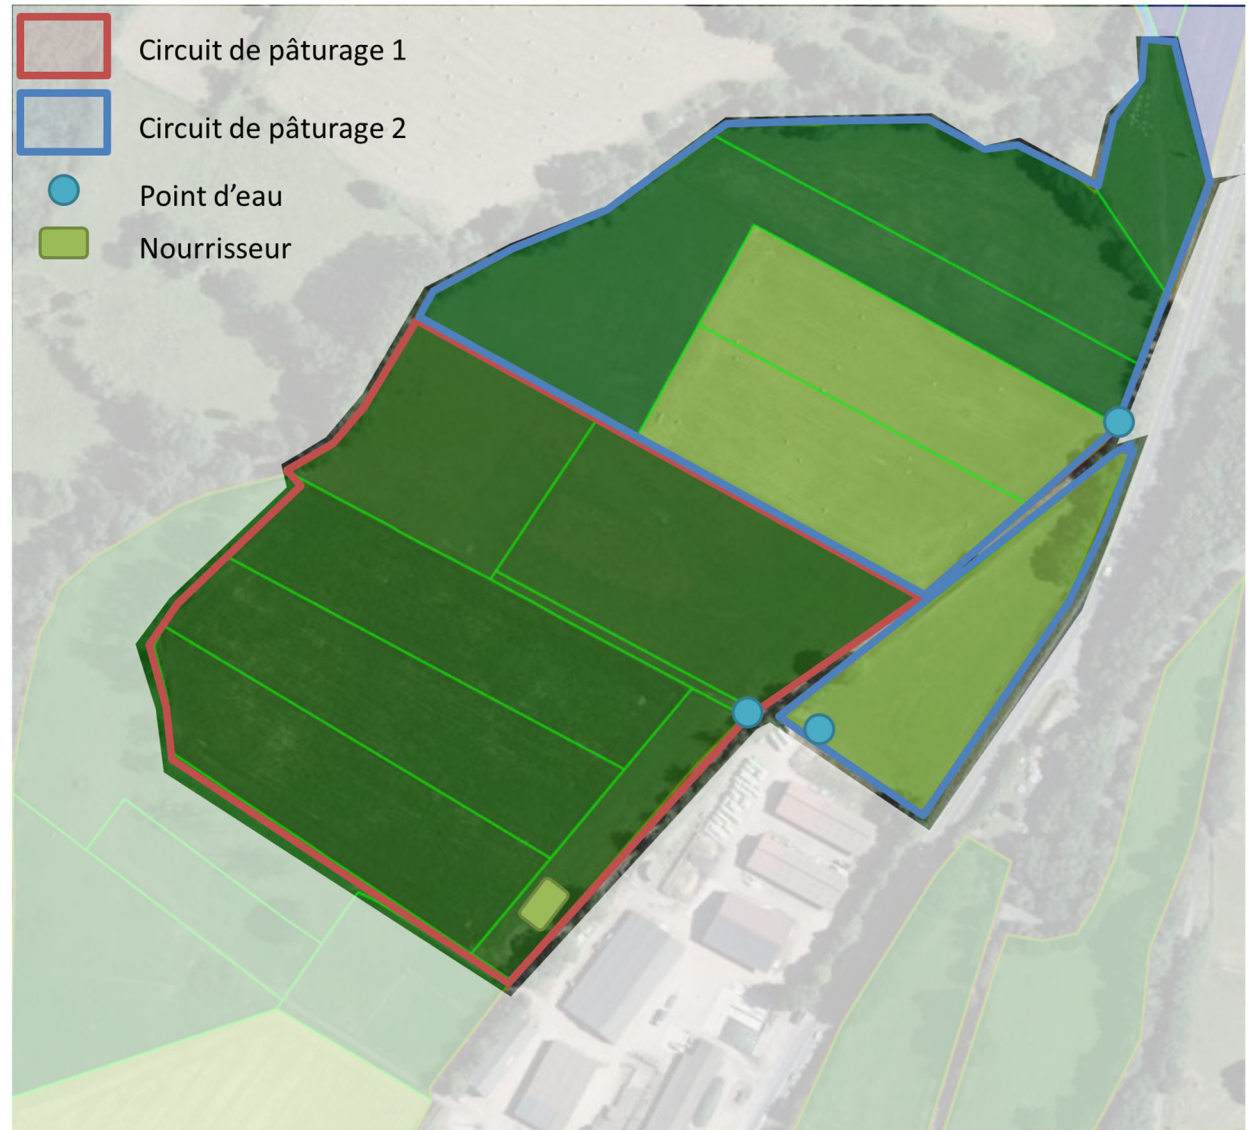 Circuit de pâturage 1
Circuit de pâturage 2
Point d’eau
Nourrisseur